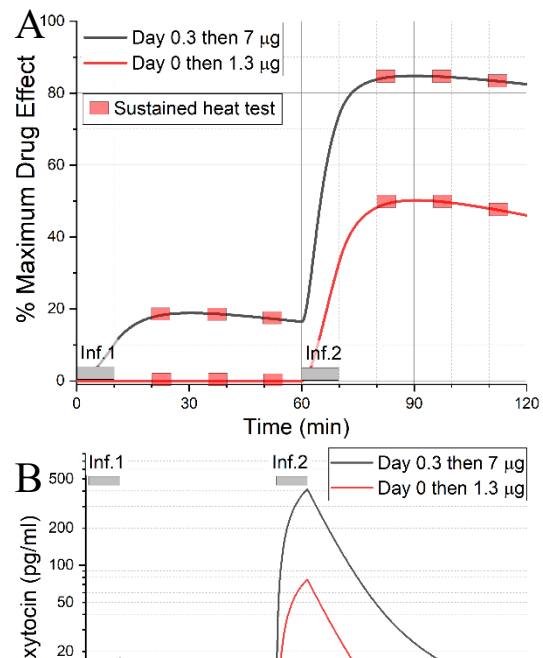 A
100
80
60
40
20
0
% Maximum Drug Effect
Day 0.3 then 7 μg
Day 0 then 1.3 μg
Sustained heat test
Inf.1
Inf.2
0 30 60 90 120
Time (min)
B
Inf.1
Inf.2
Day 0.3 then 7 μg
Day 0 then 1.3 μg
500
200
100
50
20
xytocin (pg/ml)